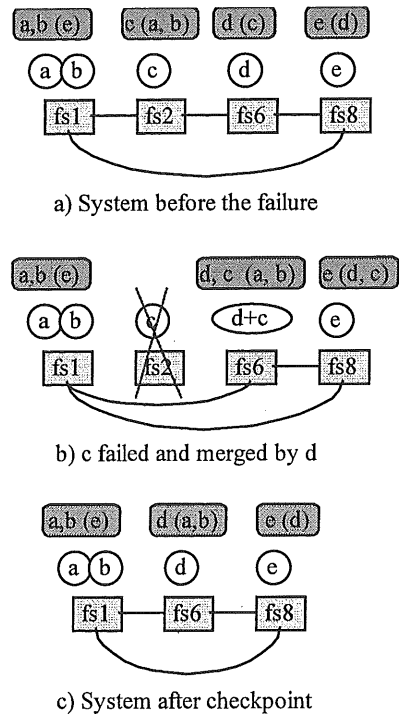 a,b (e) c (a, b) d (c) e (d)
a b c d e
fs1 fs2 fs6 fs8
a) System before the failure
a,b (e) d, c (a, b) e (d, c)
a b c d+c e
fs1 fs2 fs6 fs8
b) c failed and merged by d
a,b (e) d (a,b) e (d)
a b d e
fs1 fs6 fs8
c) System after checkpoint